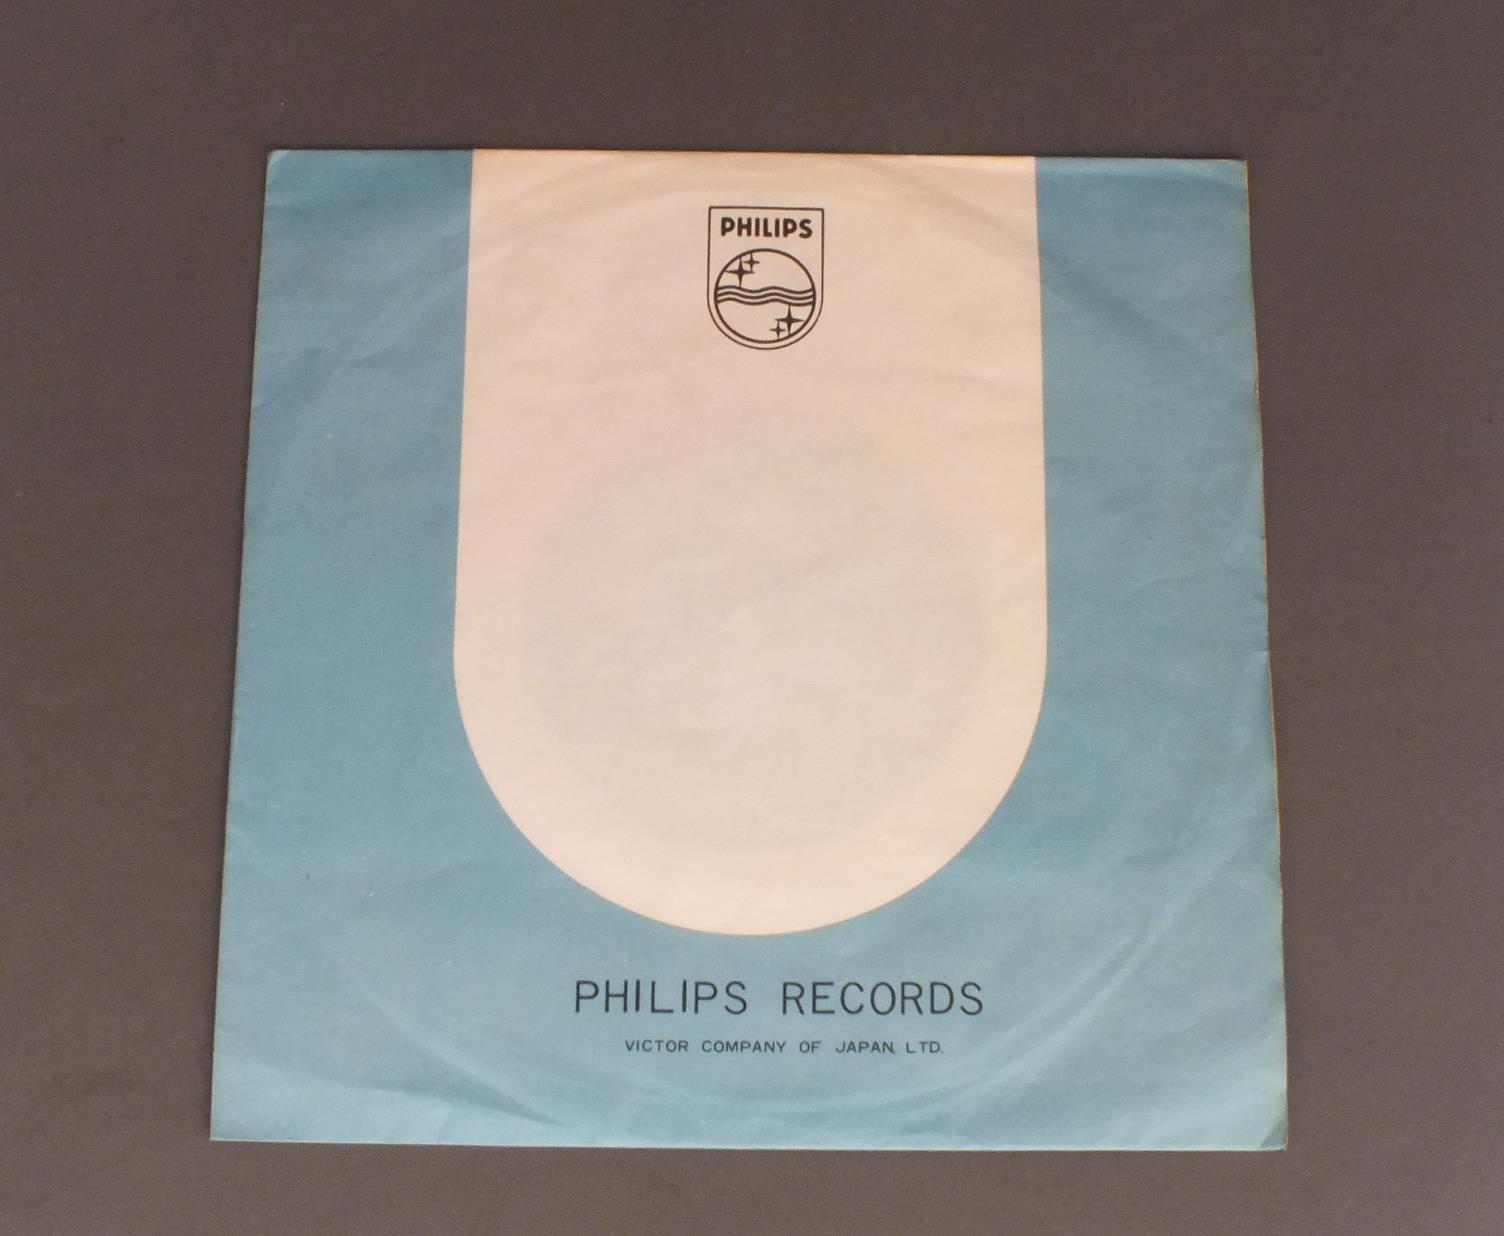 PHILIPS
PHILIPS RECORDS
VICTOR COMPANY OF JAPAN, LTD.